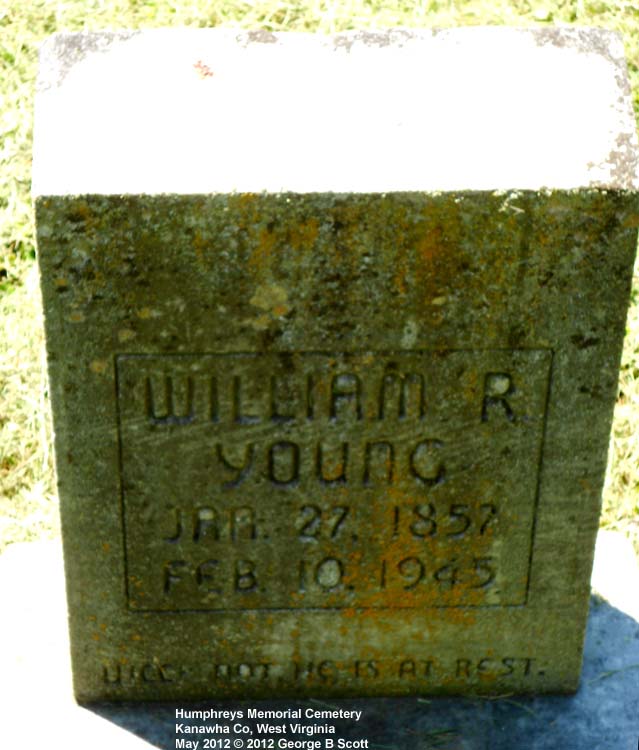 WILLIAM R.
YOUNG
JAN. 27, 1857
FEB. 10, 1945
WEEP NOT, HE IS AT REST.
Humphreys Memorial Cemetery
Kanawha Co, West Virginia
May 2012 © 2012 George B Scott